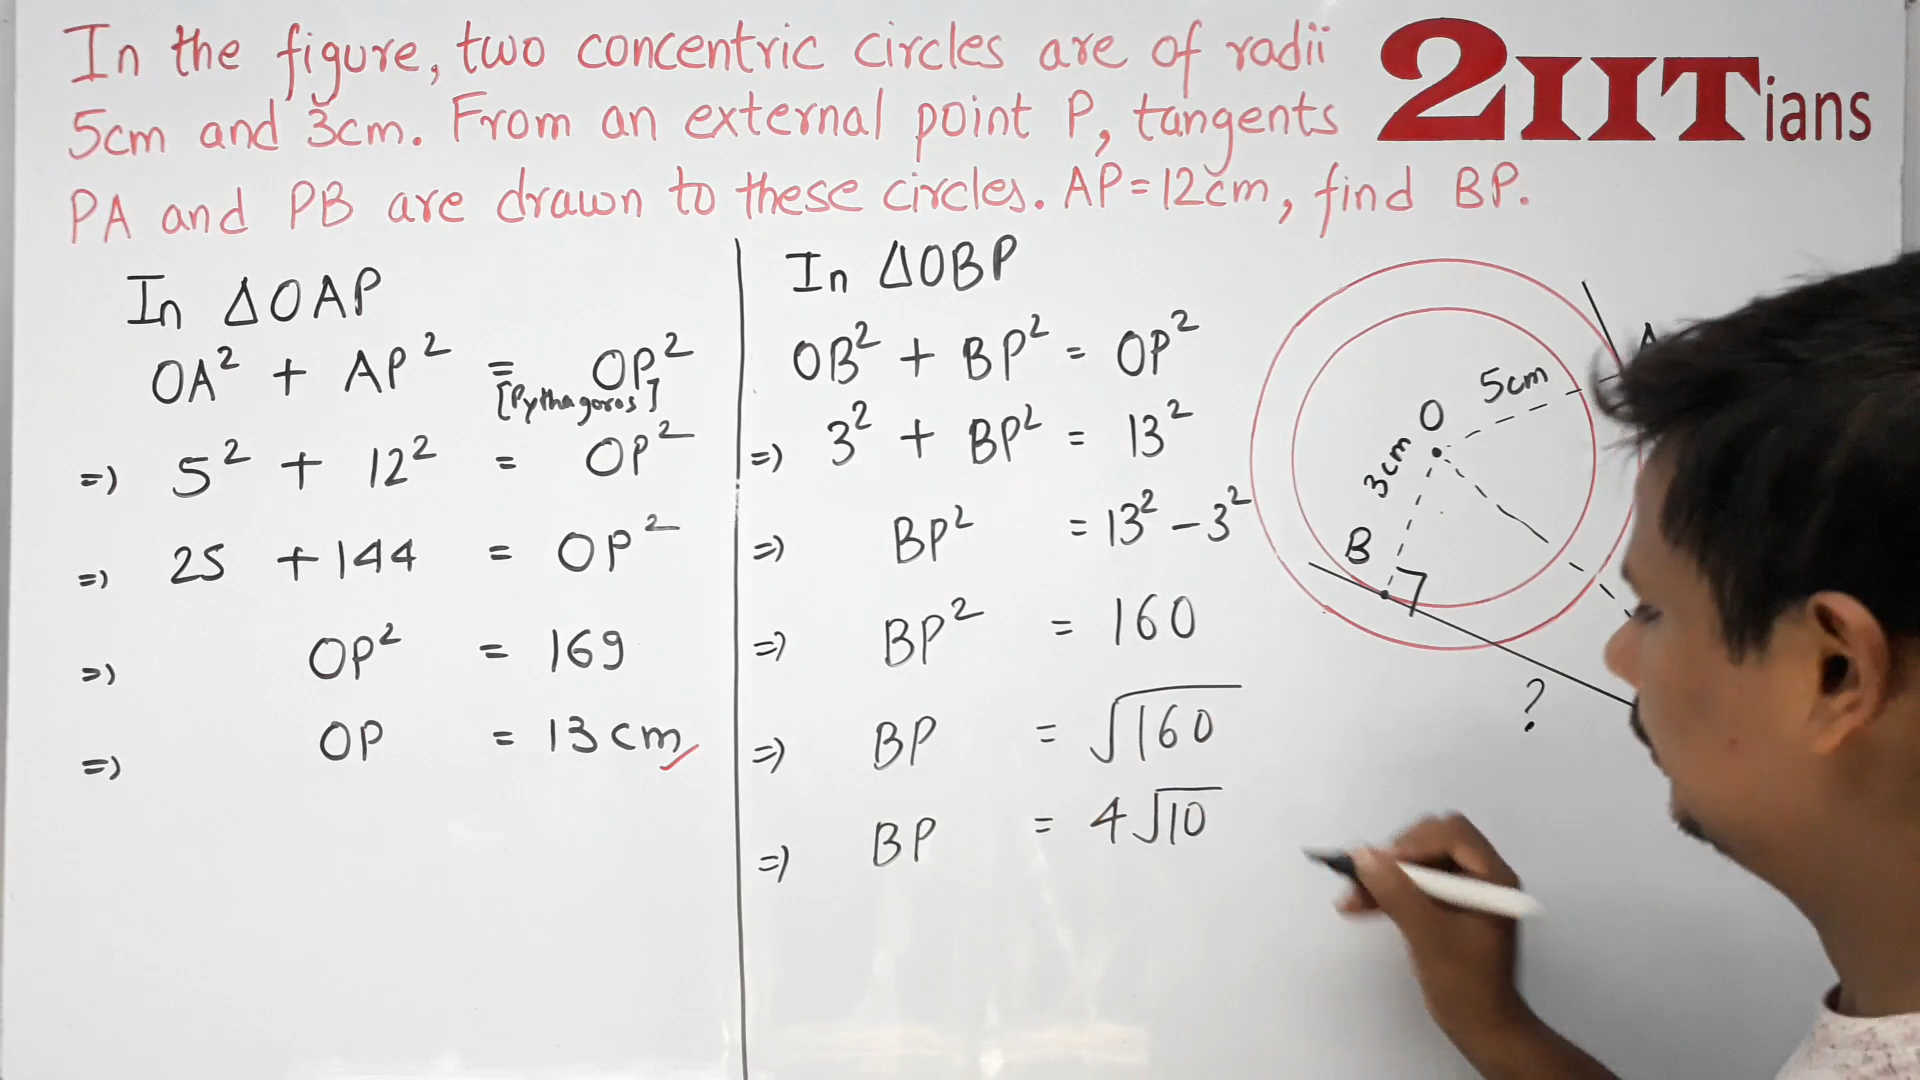 In the figure, two concentric circles are of radii
5cm and 3cm. From an external point P, tangents
PA and PB are drawn to these circles. AP=12cm, find BP.
2IITians
In ΔOAP
OA² + AP² = OP²
[Pythagoras]
=> 5² + 12² = OP²
=> 25 + 144 = OP²
=> OP² = 169
=> OP = 13 cm
In ΔOBP
OB² + BP² = OP²
=> 3² + BP² = 13²
=> BP² = 13² - 3²
=> BP² = 160
=> BP = √160
=> BP = 4√10
A
5cm
O
3cm
B
?